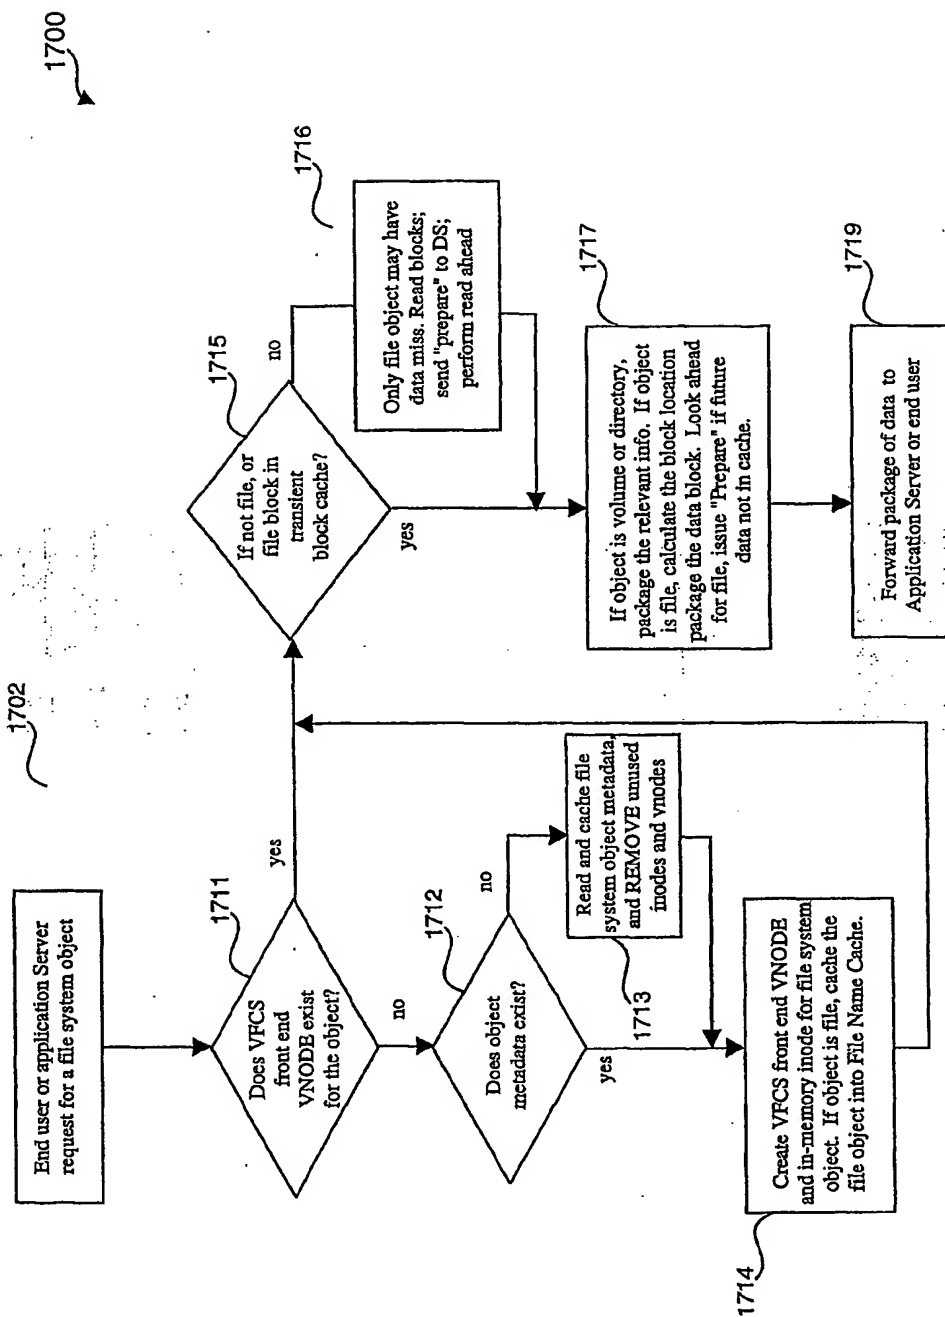 1700
1702
End user or application Server
request for a file system object
1711
Does VFCS
front end
VNODE exist
for the object?
yes
no
1712
Does object
metadata exist?
no
yes
Read and cache file
system object metadata,
and REMOVE unused
inodes and vnodes
1713
Create VFCS front end VNODE
and in-memory inode for file system
object. If object is file, cache the
file object into File Name Cache.
1714
1715
If not file, or
file block in
transient
block cache?
no
yes
1716
Only file object may have
data miss. Read blocks;
send "prepare" to DS;
perform read ahead
1717
If object is volume or directory,
package the relevant info. If object
is file, calculate the block location
package the data block. Look ahead
for file, issue "Prepare" if future
data not in cache.
1719
Forward package of data to
Application Server or end user